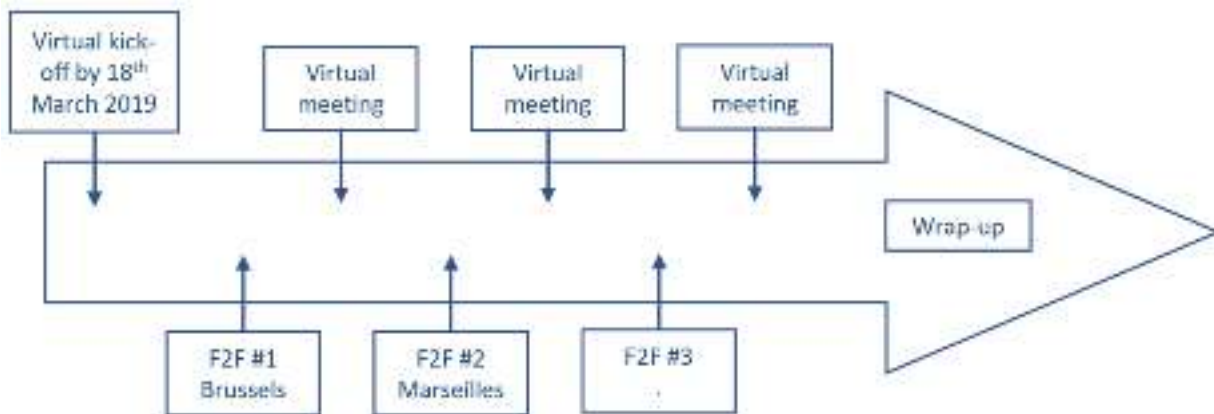 Virtual kick-
off by 18th
March 2019
Virtual
meeting
Virtual
meeting
Virtual
meeting
Wrap-up
F2F #1
Brussels
F2F #2
Marseilles
F2F #3
.